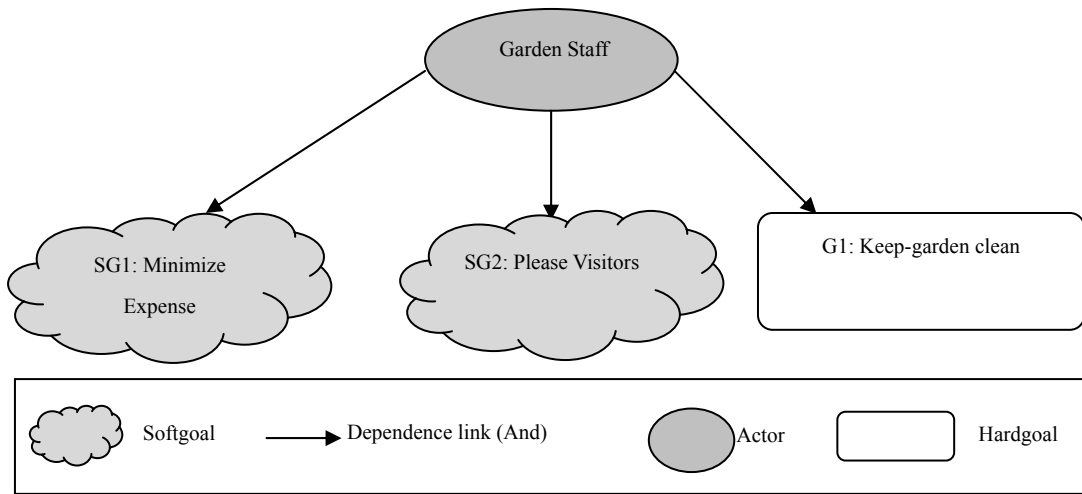 Garden Staff
SG1: Minimize
Expense
SG2: Please Visitors
G1: Keep-garden clean
Softgoal
Dependence link (And)
Actor
Hardgoal